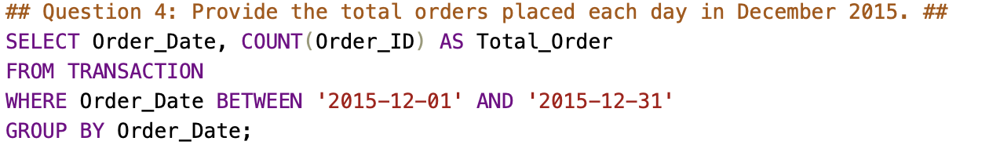 ## Question 4: Provide the total orders placed each day in December 2015. ##
SELECT Order_Date, COUNT(Order_ID) AS Total_Order
FROM TRANSACTION
WHERE Order_Date BETWEEN '2015-12-01' AND '2015-12-31'
GROUP BY Order_Date;